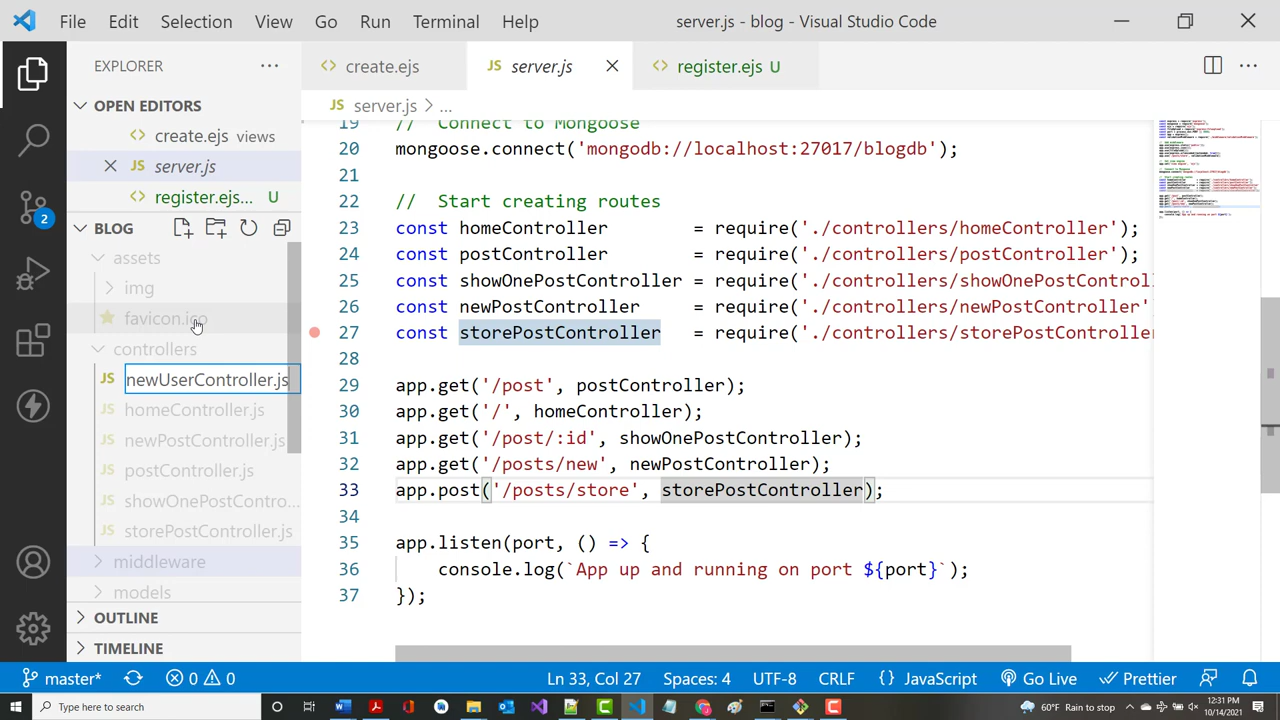 File Edit Selection View Go Run Terminal Help server.js - blog - Visual Studio Code
EXPLORER
create.ejs
server.js
register.ejs U
OPEN EDITORS
create.ejs views
server.js
register.ejs... U
server.js > ...
BLOG
assets
img
favicon.ico
controllers
newUserController.js
homeController.js
newPostController.js
postController.js
showOnePostContro...
storePostController.js
middleware
models
OUTLINE
TIMELINE
2
19 // Connect to Mongoose
20 mongoose.connect('mongodb://localhost:27017/blogdb');
21
22 // Start creating routes
23 const homeController = require('./controllers/homeController');
24 const postController = require('./controllers/postController');
25 const showOnePostController = require('./controllers/showOnePostControl
26 const newPostController = require('./controllers/newPostController'
27 const storePostController = require('./controllers/storePostController
28
29 app.get('/post', postController);
30 app.get('/', homeController);
31 app.get('/post/:id', showOnePostController);
32 app.get('/posts/new', newPostController);
33 app.post('/posts/store', storePostController);
34
35 app.listen(port, () => {
36 console.log(`App up and running on port ${port}`);
37 });
master* 0 0 Ln 33, Col 27 Spaces: 4 UTF-8 CRLF JavaScript Go Live Prettier
Type here to search
60°F Rain to stop
12:31 PM
10/14/2021